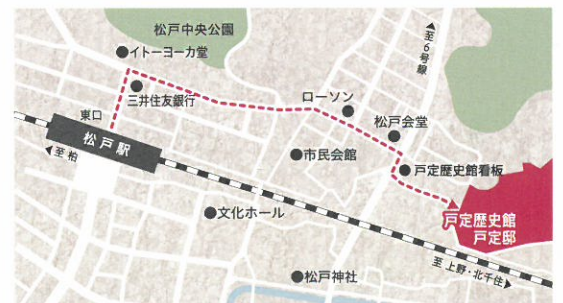 松戸中央公園
イトーヨーカ堂
至6号線
三井住友銀行
ローソン
東口
松戸会堂
松戸駅
至 柏
市民会館
戸定歴史館看板
文化ホール
戸定歴史館
戸定邸
至 上野・北千住
松戸神社